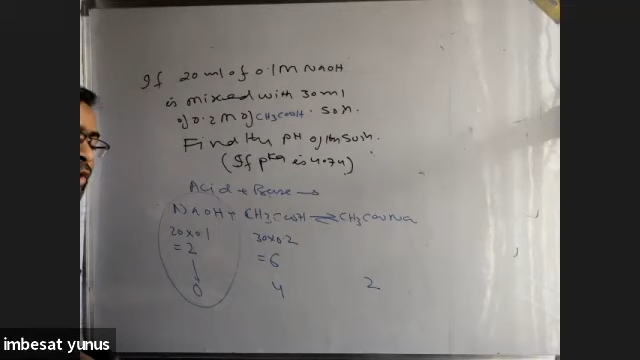 If 20 ml of 0.1M NaOH
is mixed with 30 ml
of 0.2 M of CH3COOH. Soln.
Find the pH of the soln.
(If pka is 4.74)
Acid + Base →
NAOH + CH3COOH ⇌ CH3COONa
20×0.1 30×0.2
= 2 = 6
↓
0 4 2
imbesat yunus